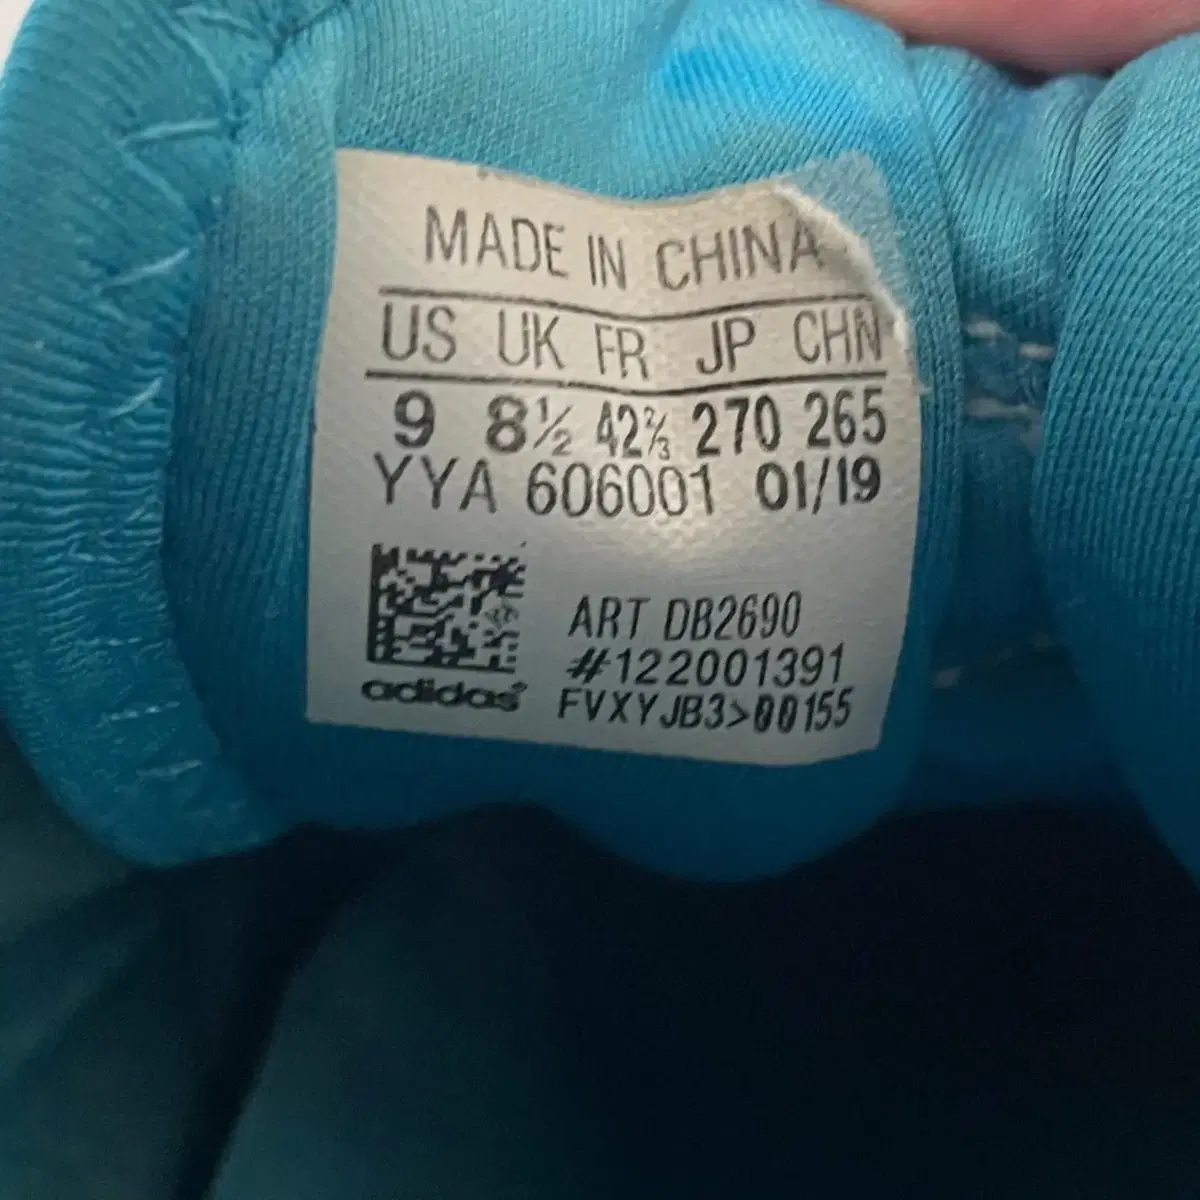 MADE IN CHINA
US UK FR JP CHN
9 8½ 42⅔ 270 265
YYA 606001 01/19
ART DB2690
#122001391
adidas FVXYJB3>00155